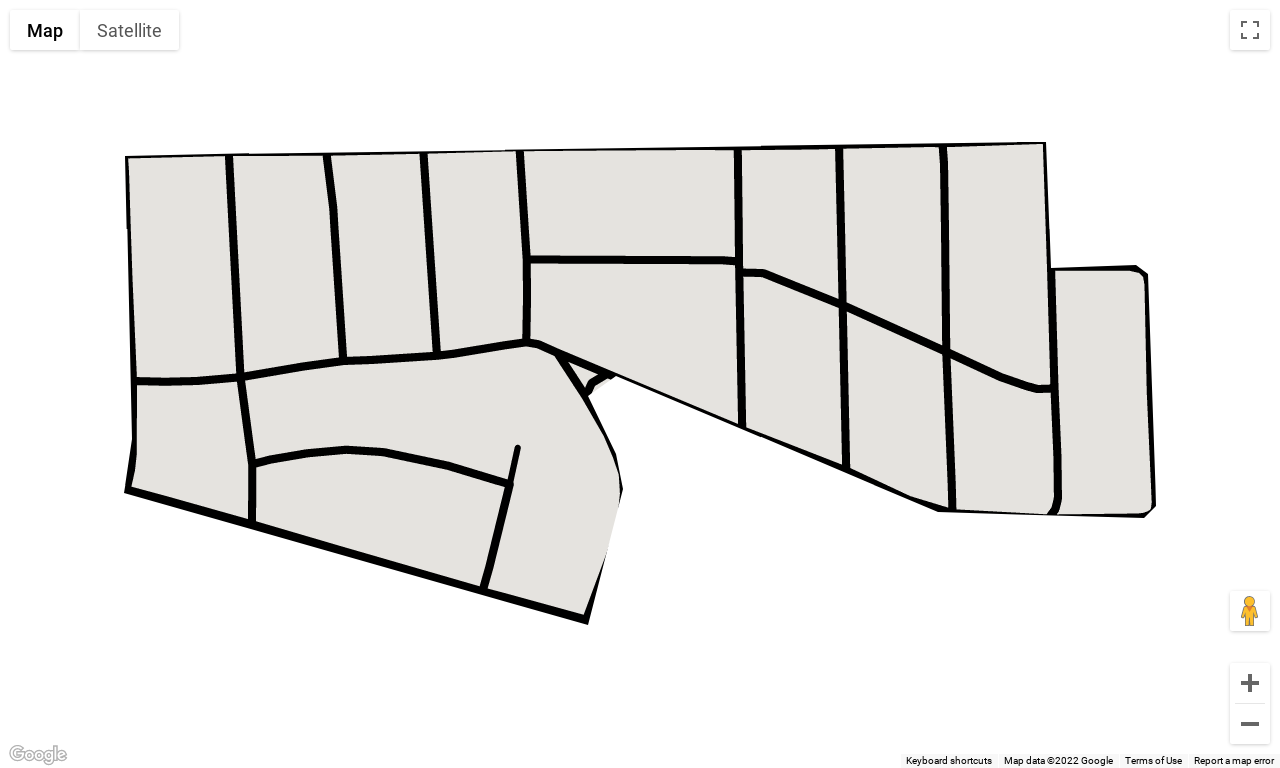 Map Satellite
Google
Keyboard shortcuts Map data ©2022 Google Terms of Use Report a map error